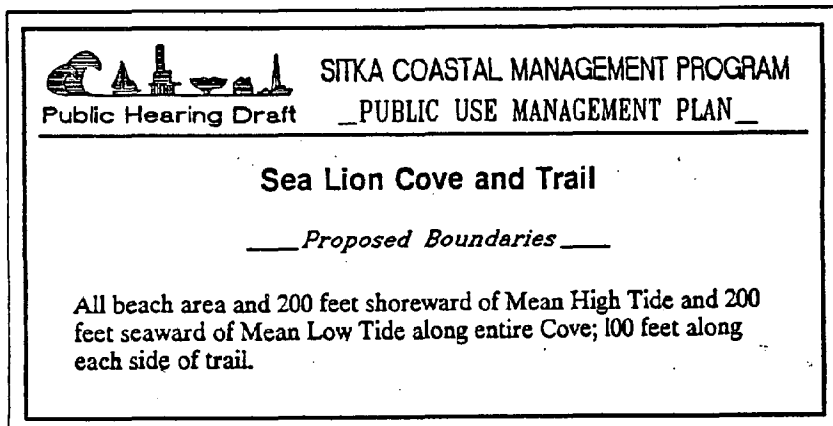 SITKA COASTAL MANAGEMENT PROGRAM
Public Hearing Draft _PUBLIC USE MANAGEMENT PLAN_
Sea Lion Cove and Trail
___Proposed Boundaries___
All beach area and 200 feet shoreward of Mean High Tide and 200
feet seaward of Mean Low Tide along entire Cove; 100 feet along
each side of trail.